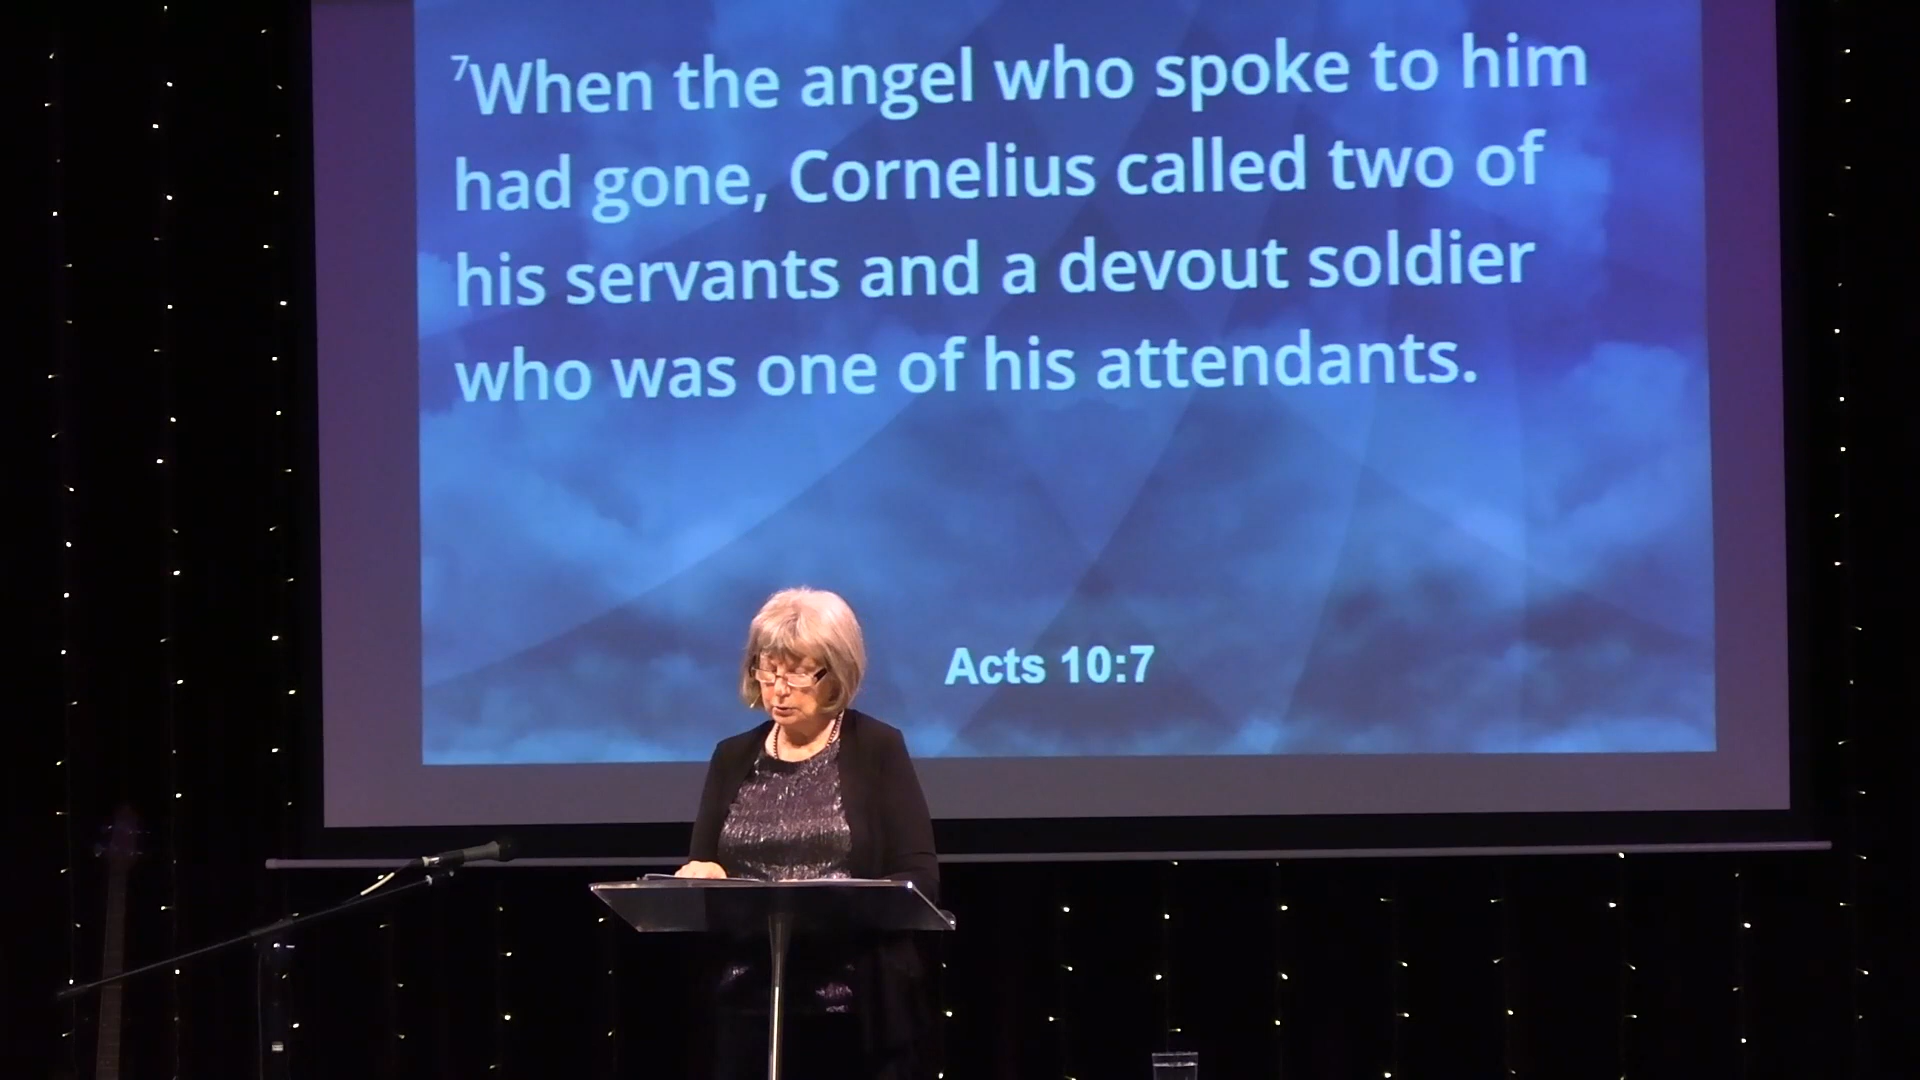 ⁷When the angel who spoke to him
had gone, Cornelius called two of
his servants and a devout soldier
who was one of his attendants.
Acts 10:7